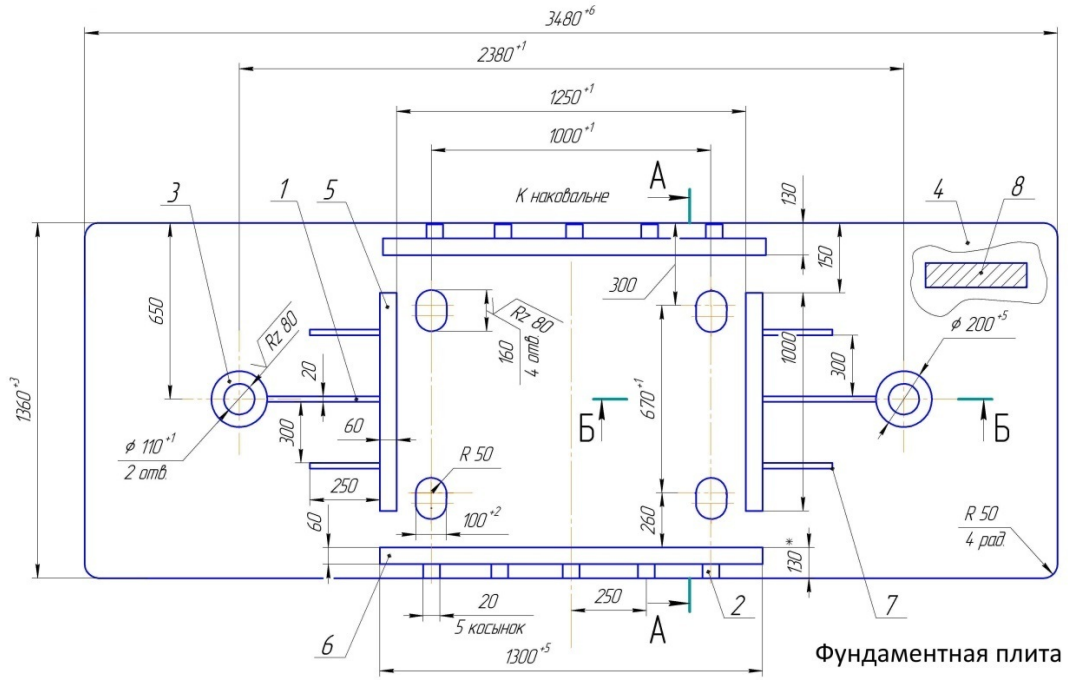 3480⁺⁶
2380⁺¹
1250⁺¹
1000⁺¹
А
К наковальне
3
1
5
4
8
130
150
300
650
Rz 80
Rz 80
160
4 отв.
⌀ 200⁺⁵
1360⁺³
20
1000
300
670⁺¹
Б
Б
60
300
⌀ 110⁺¹
2 отв.
R 50
250
100⁺²
260
60
R 50
4 рад.
130*
20
5 косынок
250
А
2
7
6
1300⁺⁵
Фундаментная плита